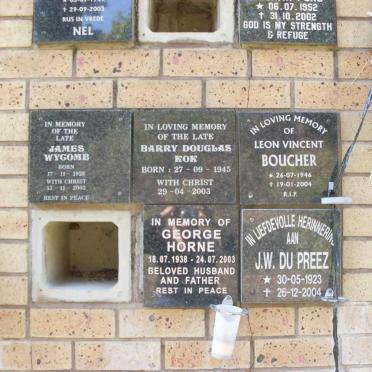 29-09-2003
RUS IN VREDE
NEL
* 06.07.1952
✝ 31.10.2002
GOD IS MY STRENGTH
& REFUGE
IN MEMORY
OF THE
LATE
JAMES
WYCOMB
BORN
17 - 11 - 1928
WITH CHRIST
12 - 11 - 2002
REST IN PEACE
IN LOVING MEMORY
OF THE LATE
BARRY DOUGLAS
KOK
BORN : 27 - 09 - 1945
WITH CHRIST
29 - 04 - 2003
IN LOVING MEMORY
OF
LEON VINCENT
BOUCHER
* 26-07-1946
✝ 19-01-2004
R.I.P.
IN MEMORY OF
GEORGE
HORNE
18.07.1938 - 24.07.2003
BELOVED HUSBAND
AND FATHER
REST IN PEACE
IN LIEFDEVOLLE HERINNERING
AAN
J.W. DU PREEZ
* 30-05-1923
✝ 26-12-2004